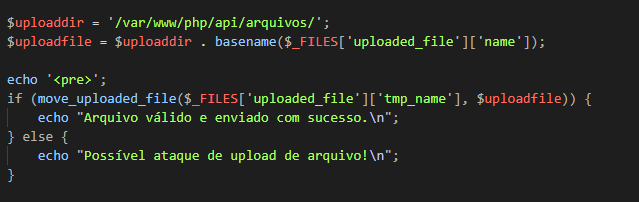 $uploaddir = '/var/www/php/api/arquivos/';
$uploadfile = $uploaddir . basename($_FILES['uploaded_file']['name']);
echo '<pre>';
if (move_uploaded_file($_FILES['uploaded_file']['tmp_name'], $uploadfile)) {
    echo "Arquivo válido e enviado com sucesso.\n";
} else {
    echo "Possível ataque de upload de arquivo!\n";
}